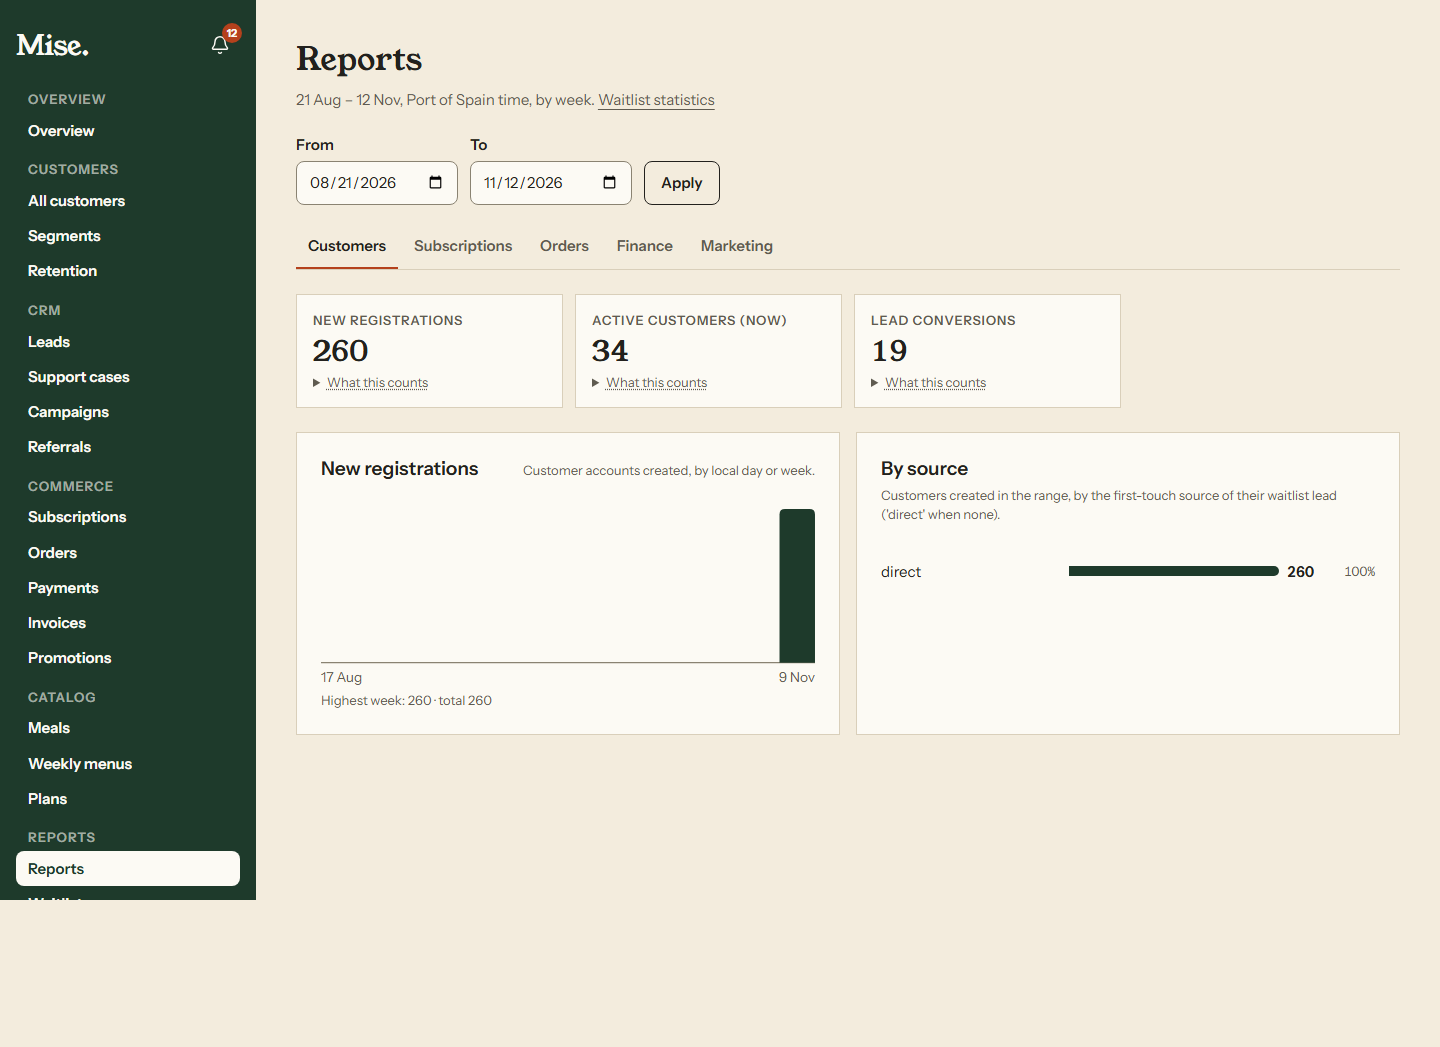 Mise.
12
OVERVIEW
Overview
CUSTOMERS
All customers
Segments
Retention
CRM
Leads
Support cases
Campaigns
Referrals
COMMERCE
Subscriptions
Orders
Payments
Invoices
Promotions
CATALOG
Meals
Weekly menus
Plans
REPORTS
Reports
Reports
21 Aug – 12 Nov, Port of Spain time, by week. Waitlist statistics
From To
08/21/2026 11/12/2026 Apply
Customers Subscriptions Orders Finance Marketing
NEW REGISTRATIONS
260
What this counts
ACTIVE CUSTOMERS (NOW)
34
What this counts
LEAD CONVERSIONS
19
What this counts
New registrations Customer accounts created, by local day or week.
17 Aug 9 Nov
Highest week: 260 · total 260
By source
Customers created in the range, by the first-touch source of their waitlist lead
('direct' when none).
direct 260 100%